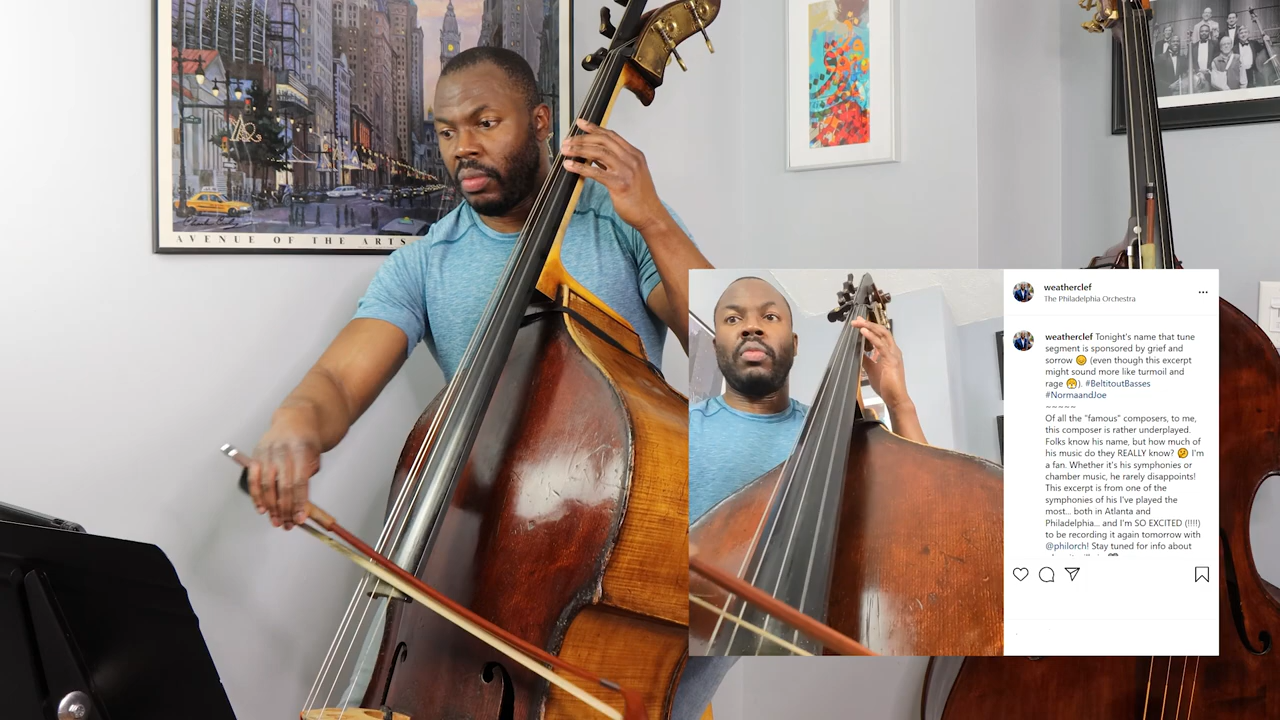 AVENUE OF THE ARTS
weatherclef
The Philadelphia Orchestra
weatherclef Tonight's name that tune
segment is sponsored by grief and
sorrow 😞 (even though this excerpt
might sound more like turmoil and
rage 😤). #BeltitoutBasses
#NormaandJoe
~~~~~
Of all the "famous" composers, to me,
this composer is rather underplayed.
Folks know his name, but how much of
his music do they REALLY know? 🤔 I'm
a fan. Whether it's his symphonies or
chamber music, he rarely disappoints!
This excerpt is from one of the
symphonies of his I've played the
most... both in Atlanta and
Philadelphia... and I'm SO EXCITED (!!!!)
to be recording it again tomorrow with
@philorch! Stay tuned for info about